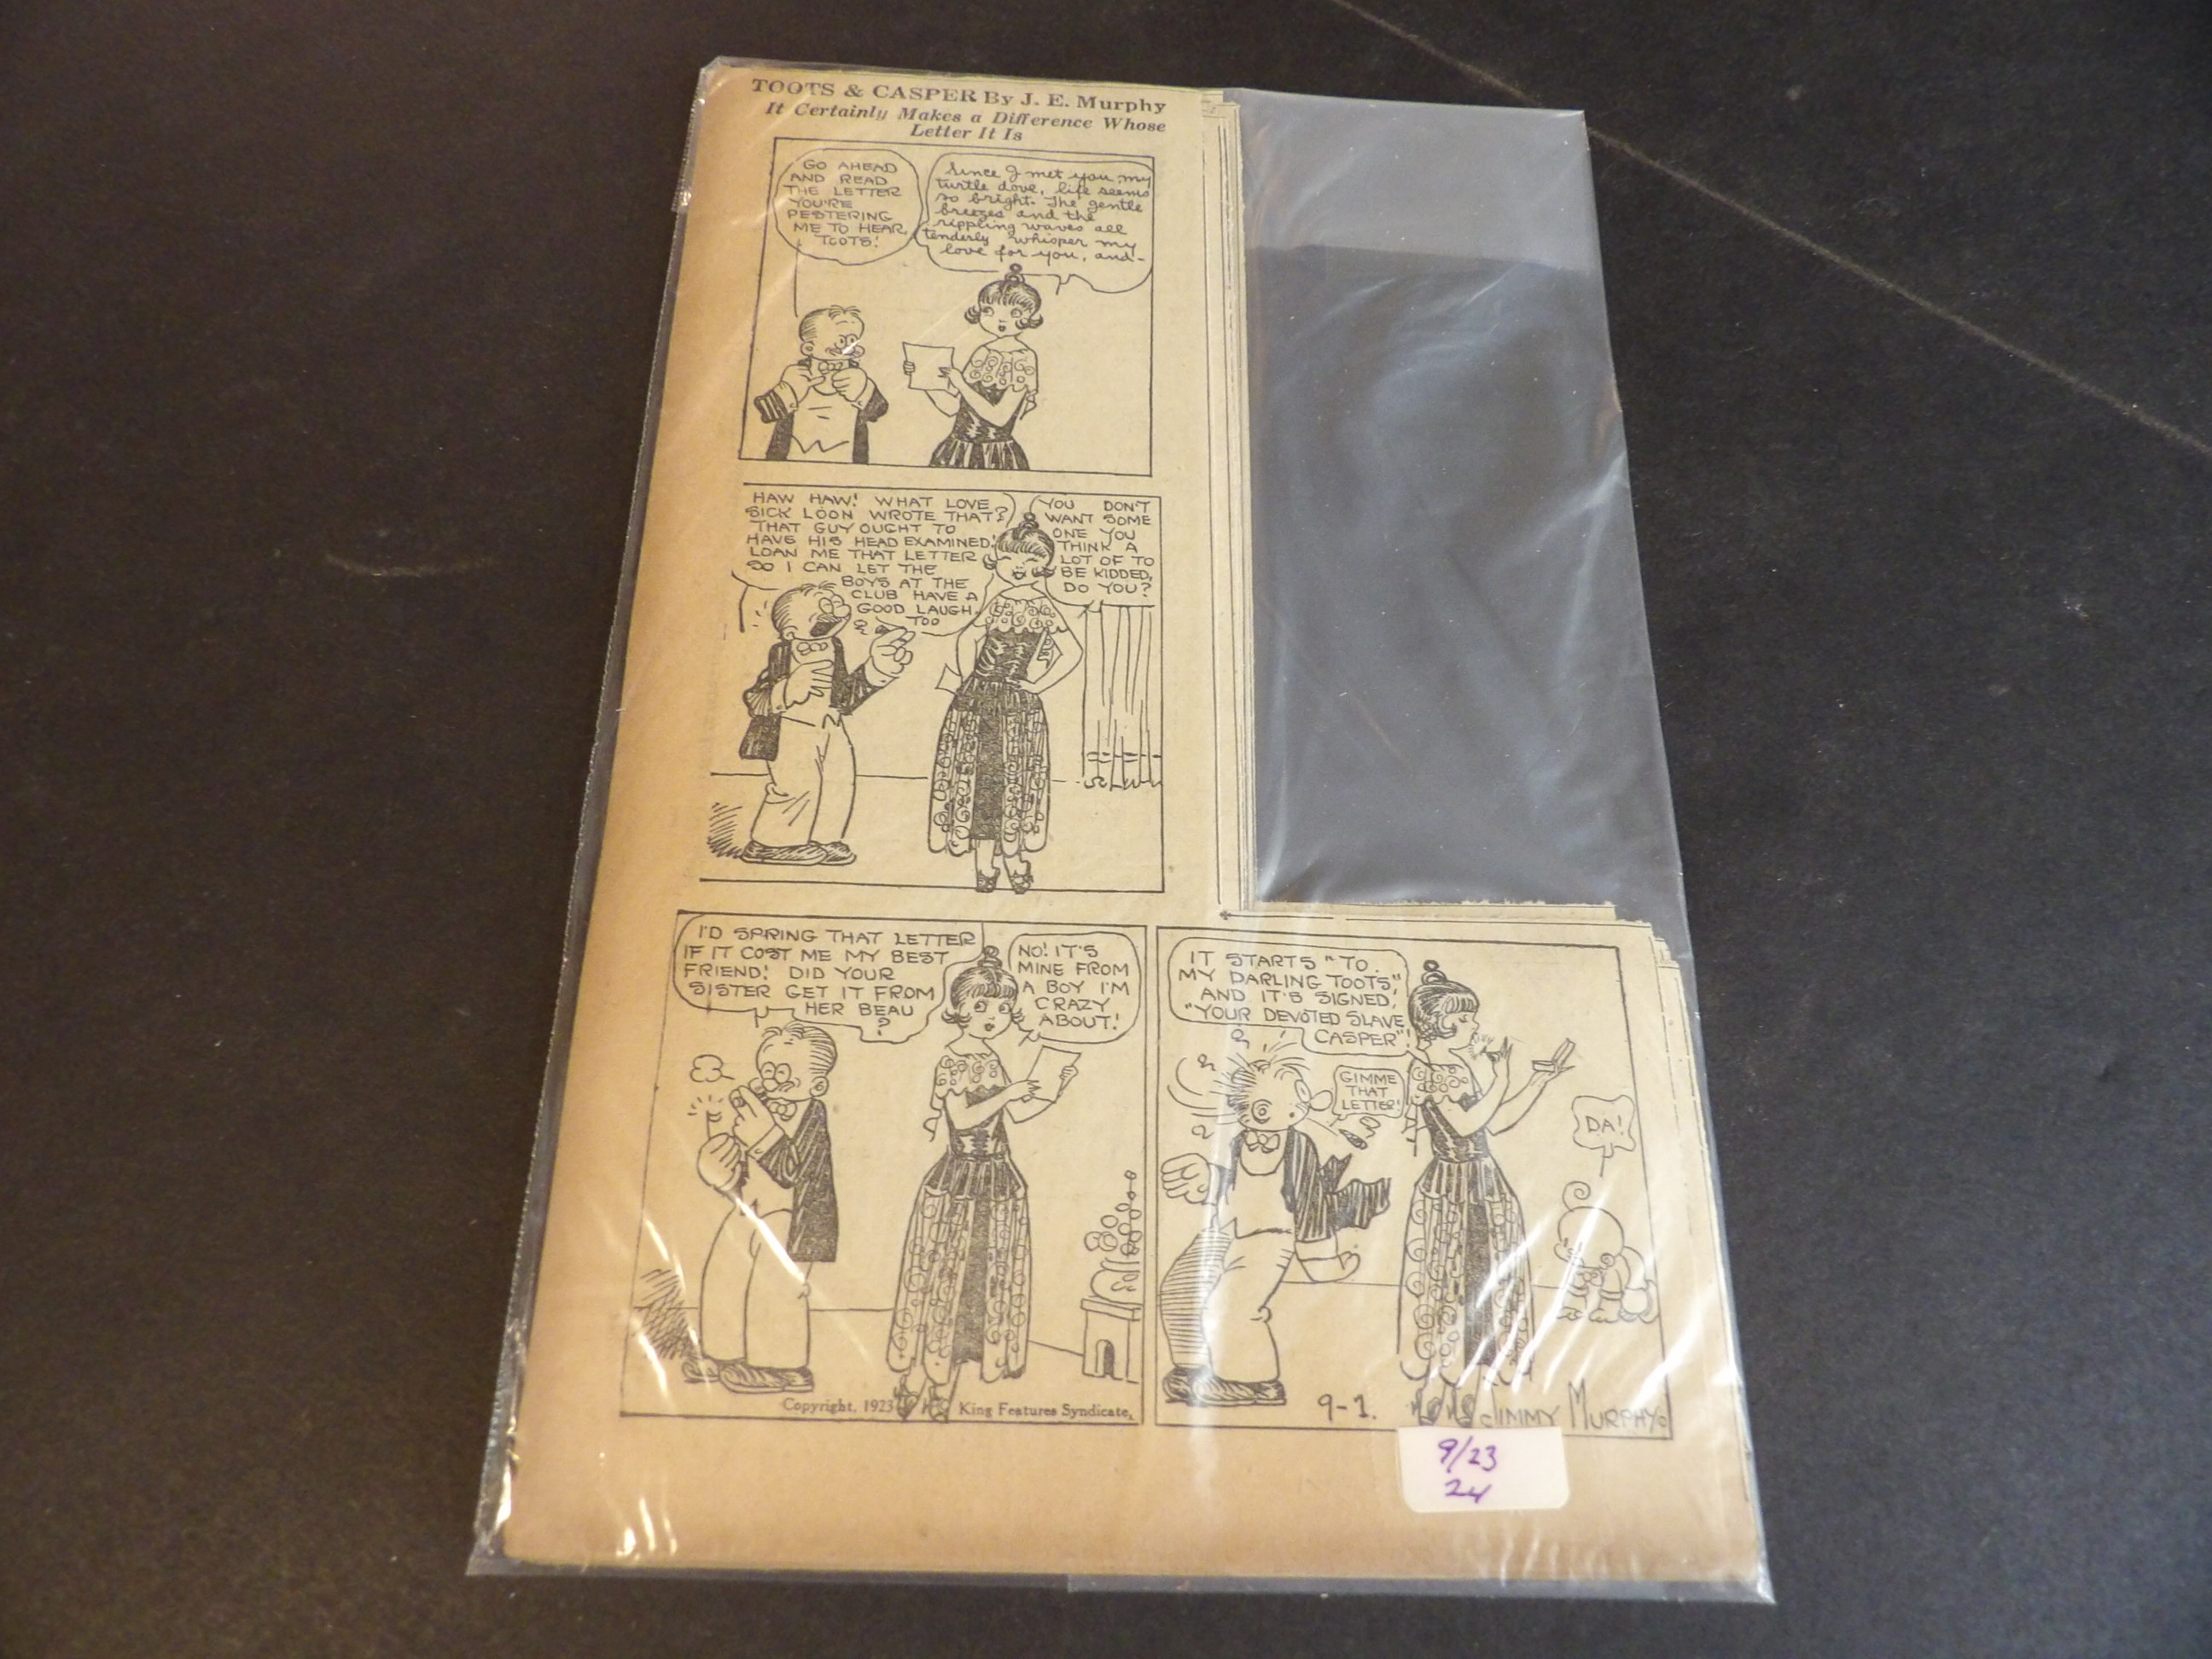 TOOTS & CASPER By J. E. Murphy
It Certainly Makes a Difference Whose
Letter It Is
GO AHEAD
AND READ
THE LETTER
YOU'RE
PESTERING
ME TO HEAR,
TOOTS!
Since I met you, my
turtle dove, life seems
so bright. The gentle
breezes and the
rippling waves all
tenderly whisper my
love for you, and-
HAW HAW! WHAT LOVE
SICK LOON WROTE THAT?
THAT GUY OUGHT TO
HAVE HIS HEAD EXAMINED!
LOAN ME THAT LETTER
SO I CAN LET THE
BOYS AT THE
CLUB HAVE A
GOOD LAUGH,
TOO
YOU DON'T
WANT SOME
ONE YOU
THINK A
LOT OF TO
BE KIDDED,
DO YOU?
I'D SPRING THAT LETTER
IF IT COST ME MY BEST
FRIEND! DID YOUR
SISTER GET IT FROM
HER BEAU
?
NO! IT'S
MINE FROM
A BOY I'M
CRAZY
ABOUT!
Copyright, 1923 King Features Syndicate,
IT STARTS "TO
MY DARLING TOOTS,"
AND IT'S SIGNED,
"YOUR DEVOTED SLAVE
CASPER"!
GIMME
THAT
LETTER!
DA!
9-1.
JIMMY MURPHY
9/23
24